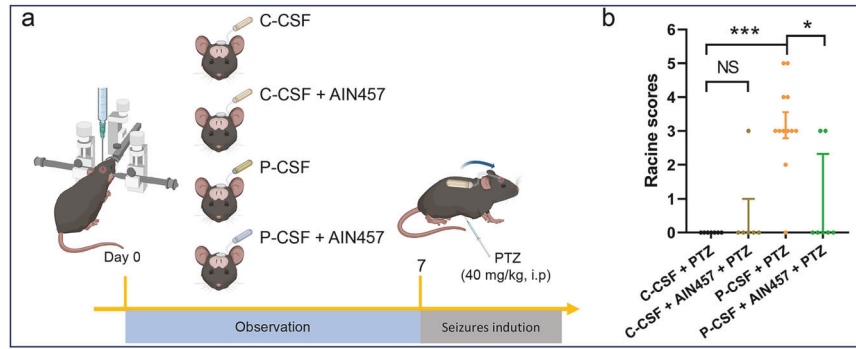 a
C-CSF
C-CSF + AIN457
P-CSF
P-CSF + AIN457
Day 0
7
PTZ
(40 mg/kg, i.p)
Observation
Seizures indution
b
***
*
NS
Racine scores
6
5
4
3
2
1
0
C-CSF + PTZ
C-CSF + AIN457 + PTZ
P-CSF + PTZ
P-CSF + AIN457 + PTZ